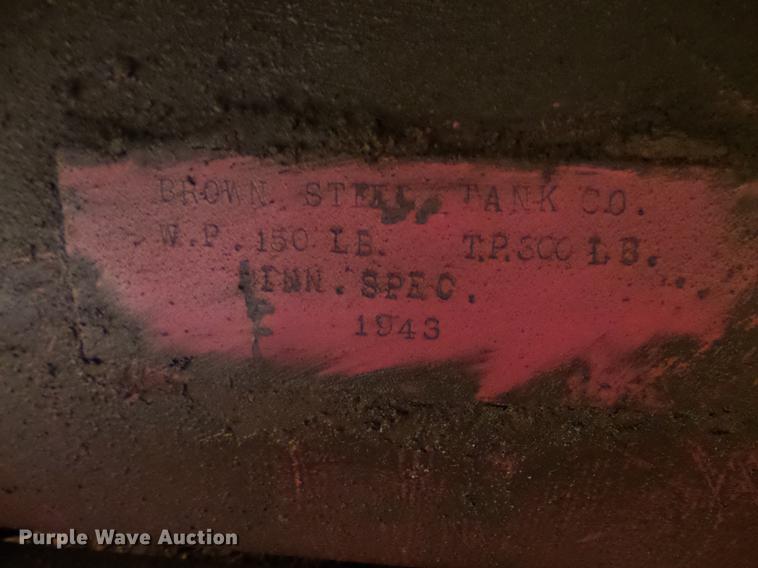 BROWN STEEL TANK CO.
W.P. 150 LB. T.P. 300 LB.
MINN. SPEC.
1943
Purple Wave Auction